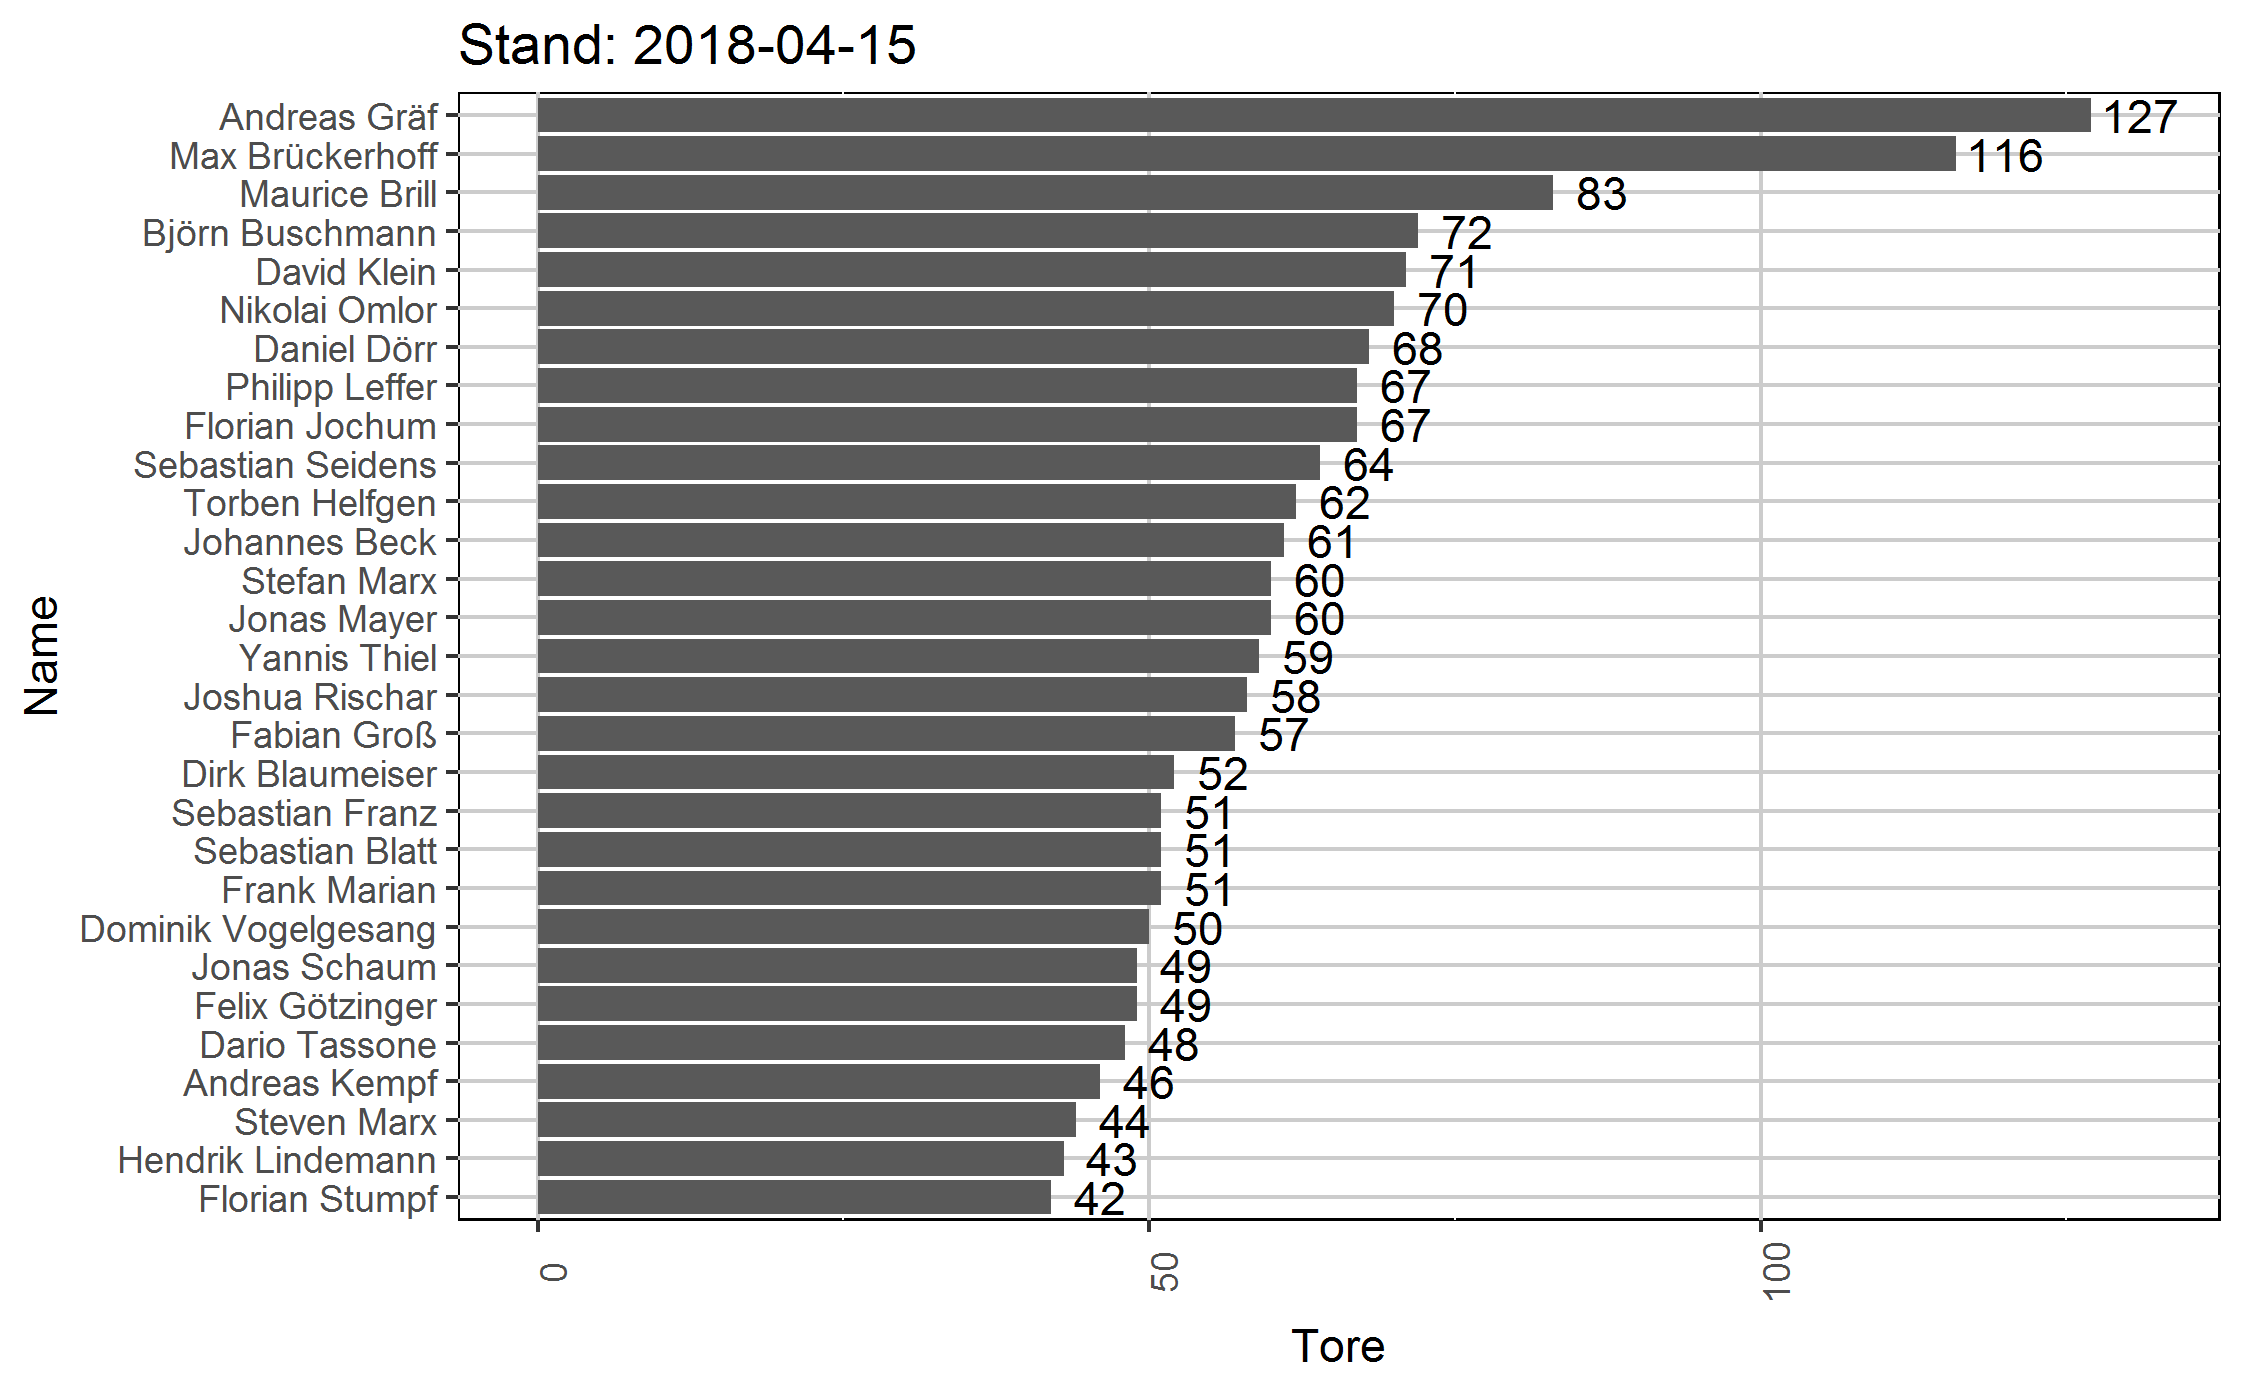 Stand: 2018-04-15
Andreas Gräf 127
Max Brückerhoff 116
Maurice Brill 83
Björn Buschmann 72
David Klein 71
Nikolai Omlor 70
Daniel Dörr 68
Philipp Leffer 67
Florian Jochum 67
Sebastian Seidens 64
Torben Helfgen 62
Johannes Beck 61
Stefan Marx 60
Jonas Mayer 60
Yannis Thiel 59
Joshua Rischar 58
Fabian Groß 57
Dirk Blaumeiser 52
Sebastian Franz 51
Sebastian Blatt 51
Frank Marian 51
Dominik Vogelgesang 50
Jonas Schaum 49
Felix Götzinger 49
Dario Tassone 48
Andreas Kempf 46
Steven Marx 44
Hendrik Lindemann 43
Florian Stumpf 42
Name
0 50 100
Tore